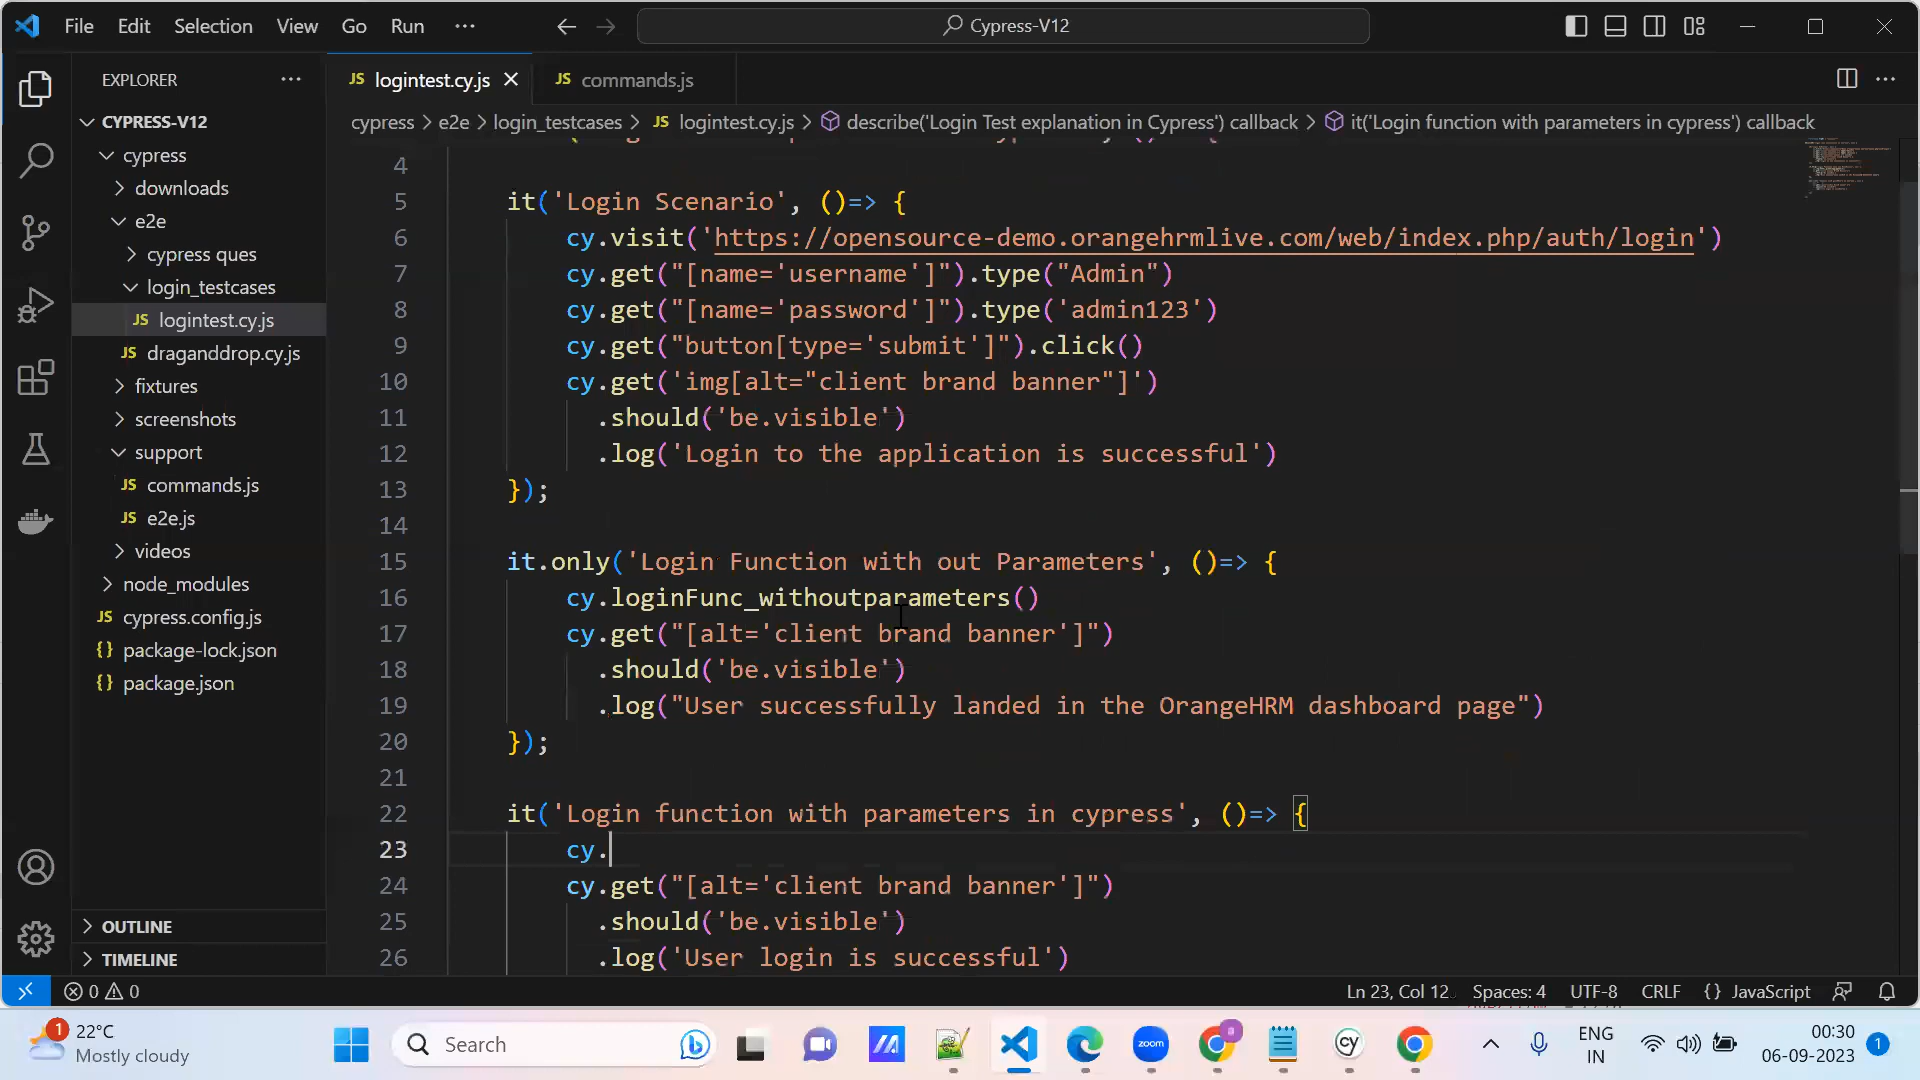 File Edit Selection View Go Run ··· Cypress-V12
EXPLORER ···
CYPRESS-V12
cypress
downloads
e2e
cypress ques
login_testcases
JS logintest.cy.js
JS draganddrop.cy.js
fixtures
screenshots
support
JS commands.js
JS e2e.js
videos
node_modules
JS cypress.config.js
{} package-lock.json
{} package.json
OUTLINE
TIMELINE
JS logintest.cy.js JS commands.js
cypress > e2e > login_testcases > JS logintest.cy.js > describe('Login Test explanation in Cypress') callback > it('Login function with parameters in cypress') callback
4
5 it('Login Scenario', ()=> {
6 cy.visit('https://opensource-demo.orangehrmlive.com/web/index.php/auth/login')
7 cy.get("[name='username']").type("Admin")
8 cy.get("[name='password']").type('admin123')
9 cy.get("button[type='submit']").click()
10 cy.get('img[alt="client brand banner"]')
11 .should('be.visible')
12 .log('Login to the application is successful')
13 });
14
15 it.only('Login Function with out Parameters', ()=> {
16 cy.loginFunc_withoutparameters()
17 cy.get("[alt='client brand banner']")
18 .should('be.visible')
19 .log("User successfully landed in the OrangeHRM dashboard page")
20 });
21
22 it('Login function with parameters in cypress', ()=> {
23 cy.
24 cy.get("[alt='client brand banner']")
25 .should('be.visible')
26 .log('User login is successful')
0 0 Ln 23, Col 12 Spaces: 4 UTF-8 CRLF {} JavaScript
1 22°C
Mostly cloudy
Search
zoom
cy
ENG
IN
00:30
06-09-2023
1